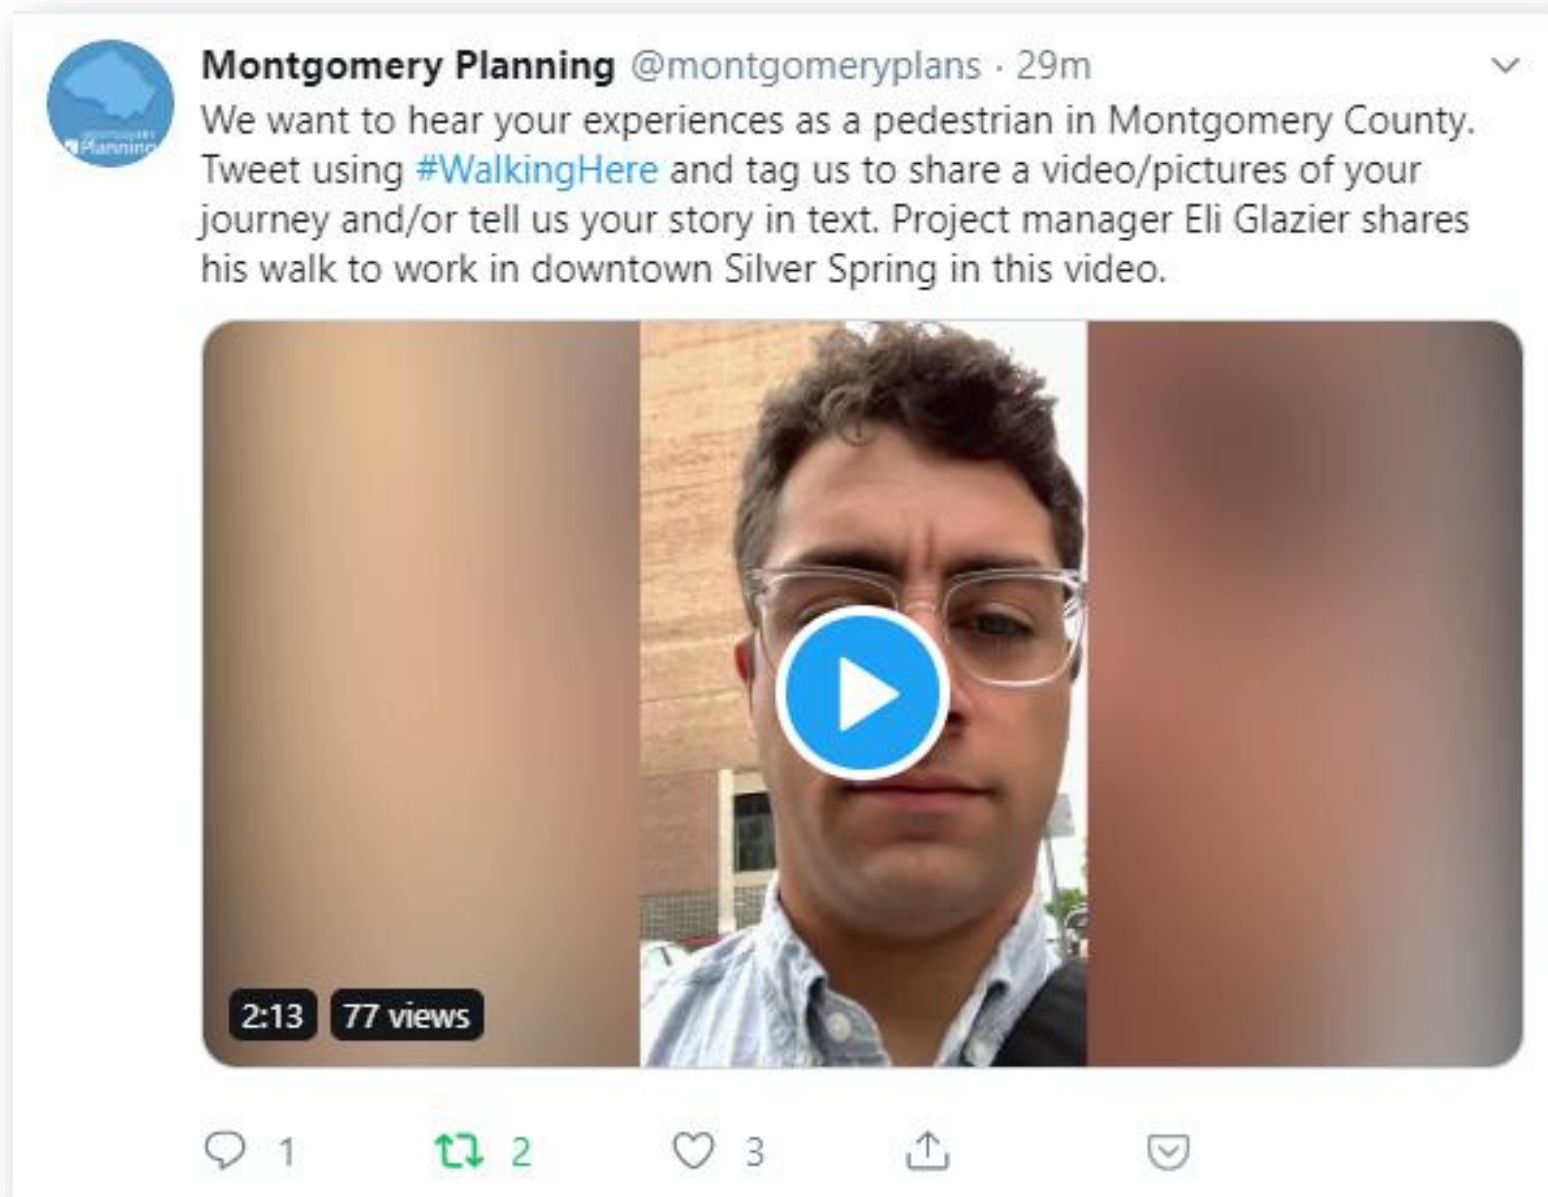 Montgomery Planning @montgomeryplans · 29m
We want to hear your experiences as a pedestrian in Montgomery County.
Tweet using #WalkingHere and tag us to share a video/pictures of your
journey and/or tell us your story in text. Project manager Eli Glazier shares
his walk to work in downtown Silver Spring in this video.
Planning
2:13 77 views
1 2 3